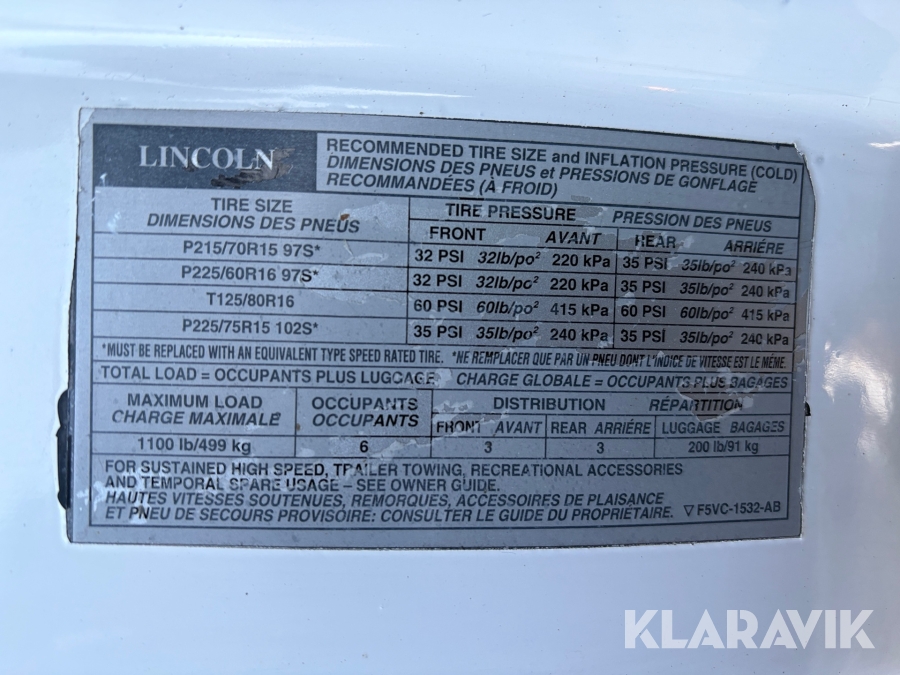 LINCOLN
RECOMMENDED TIRE SIZE and INFLATION PRESSURE (COLD)
DIMENSIONS DES PNEUS et PRESSIONS DE GONFLAGE
RECOMMANDÉES (À FROID)
TIRE SIZE
DIMENSIONS DES PNEUS
TIRE PRESSURE PRESSION DES PNEUS
FRONT AVANT REAR ARRIÉRE
P215/70R15 97S* 32 PSI 32lb/po² 220 kPa 35 PSI 35lb/po² 240 kPa
P225/60R16 97S* 32 PSI 32lb/po² 220 kPa 35 PSI 35lb/po² 240 kPa
T125/80R16 60 PSI 60lb/po² 415 kPa 60 PSI 60lb/po² 415 kPa
P225/75R15 102S* 35 PSI 35lb/po² 240 kPa 35 PSI 35lb/po² 240 kPa
*MUST BE REPLACED WITH AN EQUIVALENT TYPE SPEED RATED TIRE. *NE REMPLACER QUE PAR UN PNEU DONT L'INDICE DE VITESSE EST LE MÊME.
TOTAL LOAD = OCCUPANTS PLUS LUGGAGE CHARGE GLOBALE = OCCUPANTS PLUS BAGAGES
MAXIMUM LOAD OCCUPANTS DISTRIBUTION RÉPARTITION
CHARGE MAXIMALE OCCUPANTS FRONT AVANT REAR ARRIÉRE LUGGAGE BAGAGES
1100 lb/499 kg 6 3 3 200 lb/91 kg
FOR SUSTAINED HIGH SPEED, TRAILER TOWING, RECREATIONAL ACCESSORIES
AND TEMPORAL SPARE USAGE – SEE OWNER GUIDE.
HAUTES VITESSES SOUTENUES, REMORQUES, ACCESSOIRES DE PLAISANCE
ET PNEU DE SECOURS PROVISOIRE: CONSULTER LE GUIDE DU PROPRIÉTAIRE. ▽ F5VC-1532-AB
KLARAVIK